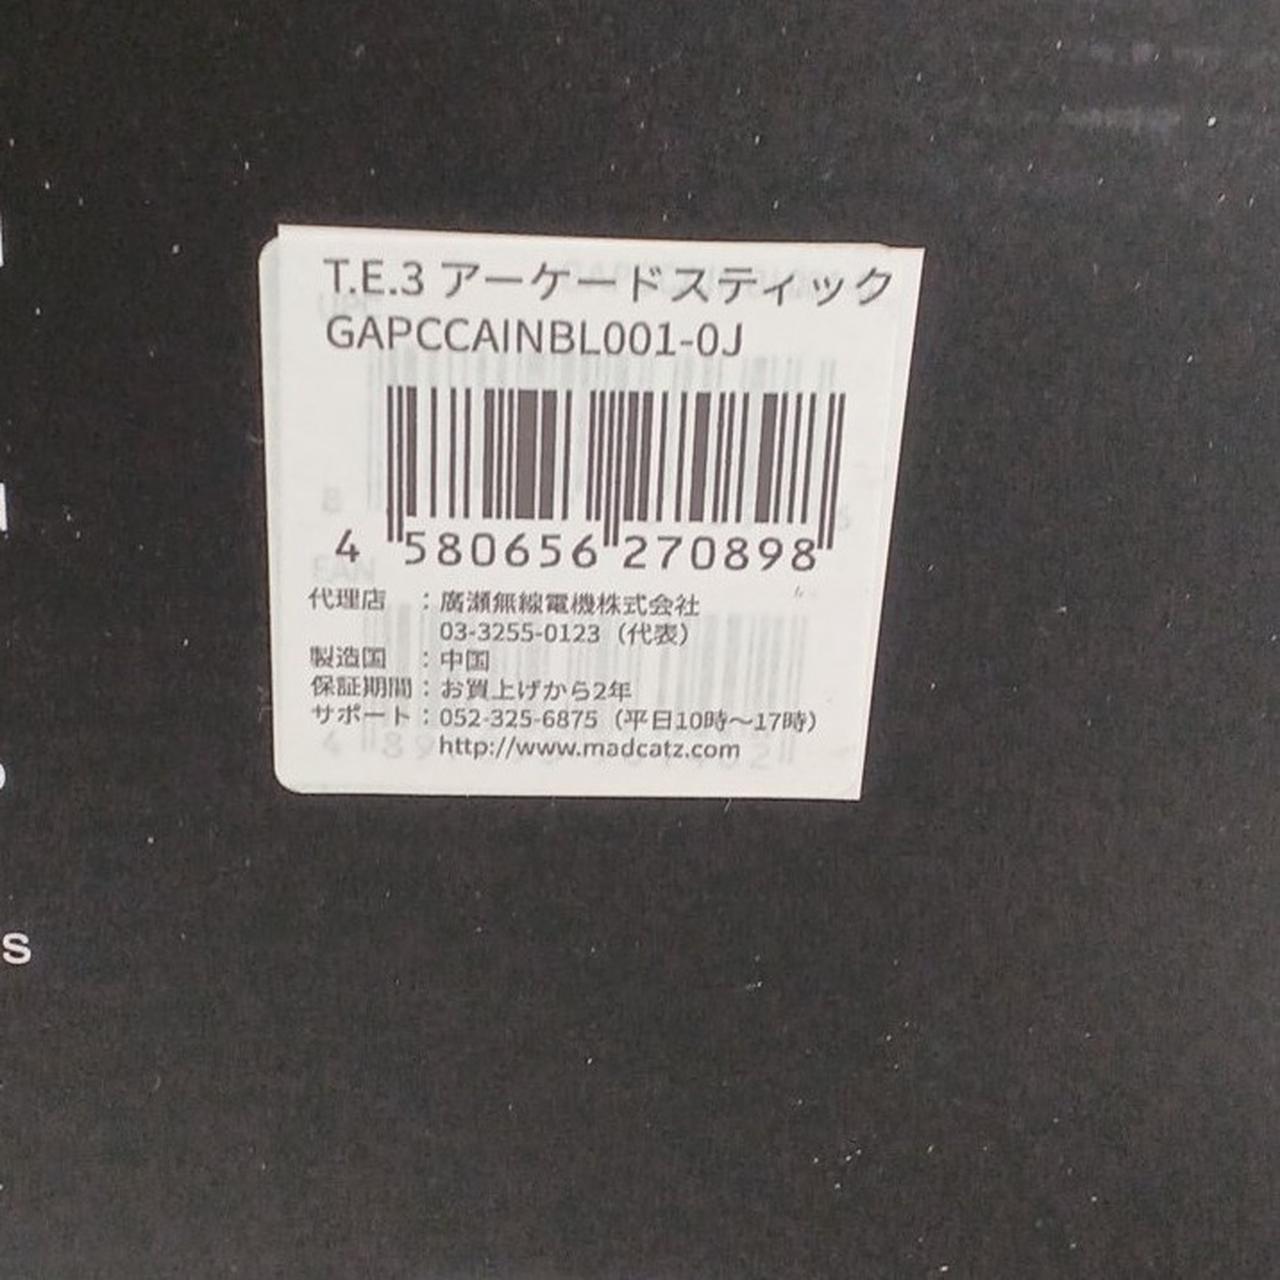 T.E.3 アーケードスティック
GAPCCAINBL001-0J
4 580656 270898
代理店 : 廣瀬無線電機株式会社
03-3255-0123（代表）
製造国 : 中国
保証期間 : お買上げから2年
サポート : 052-325-6875（平日10時～17時）
http://www.madcatz.com
EAN
s